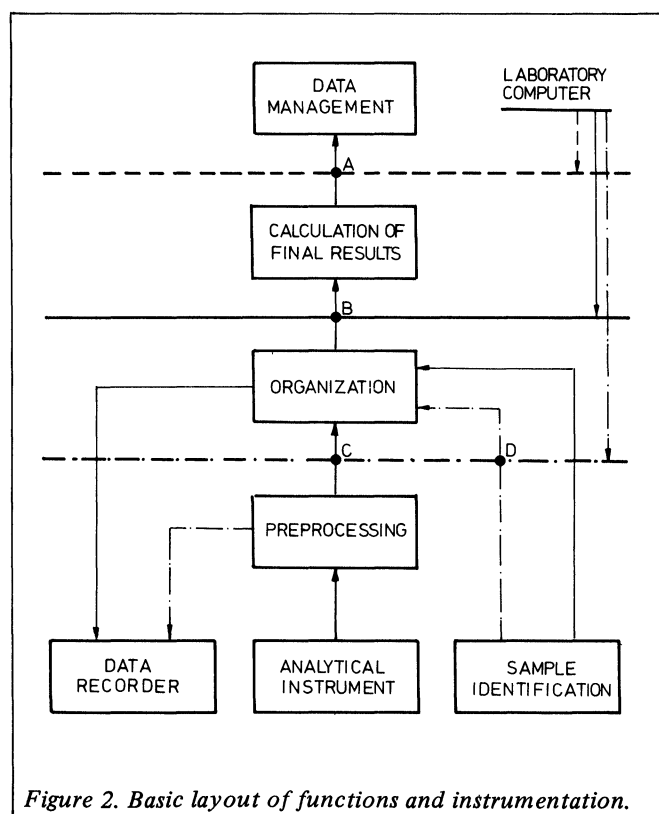 DATA
MANAGEMENT
LABORATORY
COMPUTER
A
CALCULATION OF
FINAL RESULTS
B
ORGANIZATION
C
D
PREPROCESSING
DATA
RECORDER
ANALYTICAL
INSTRUMENT
SAMPLE
IDENTIFICATION
Figure 2. Basic layout of functions and instrumentation.